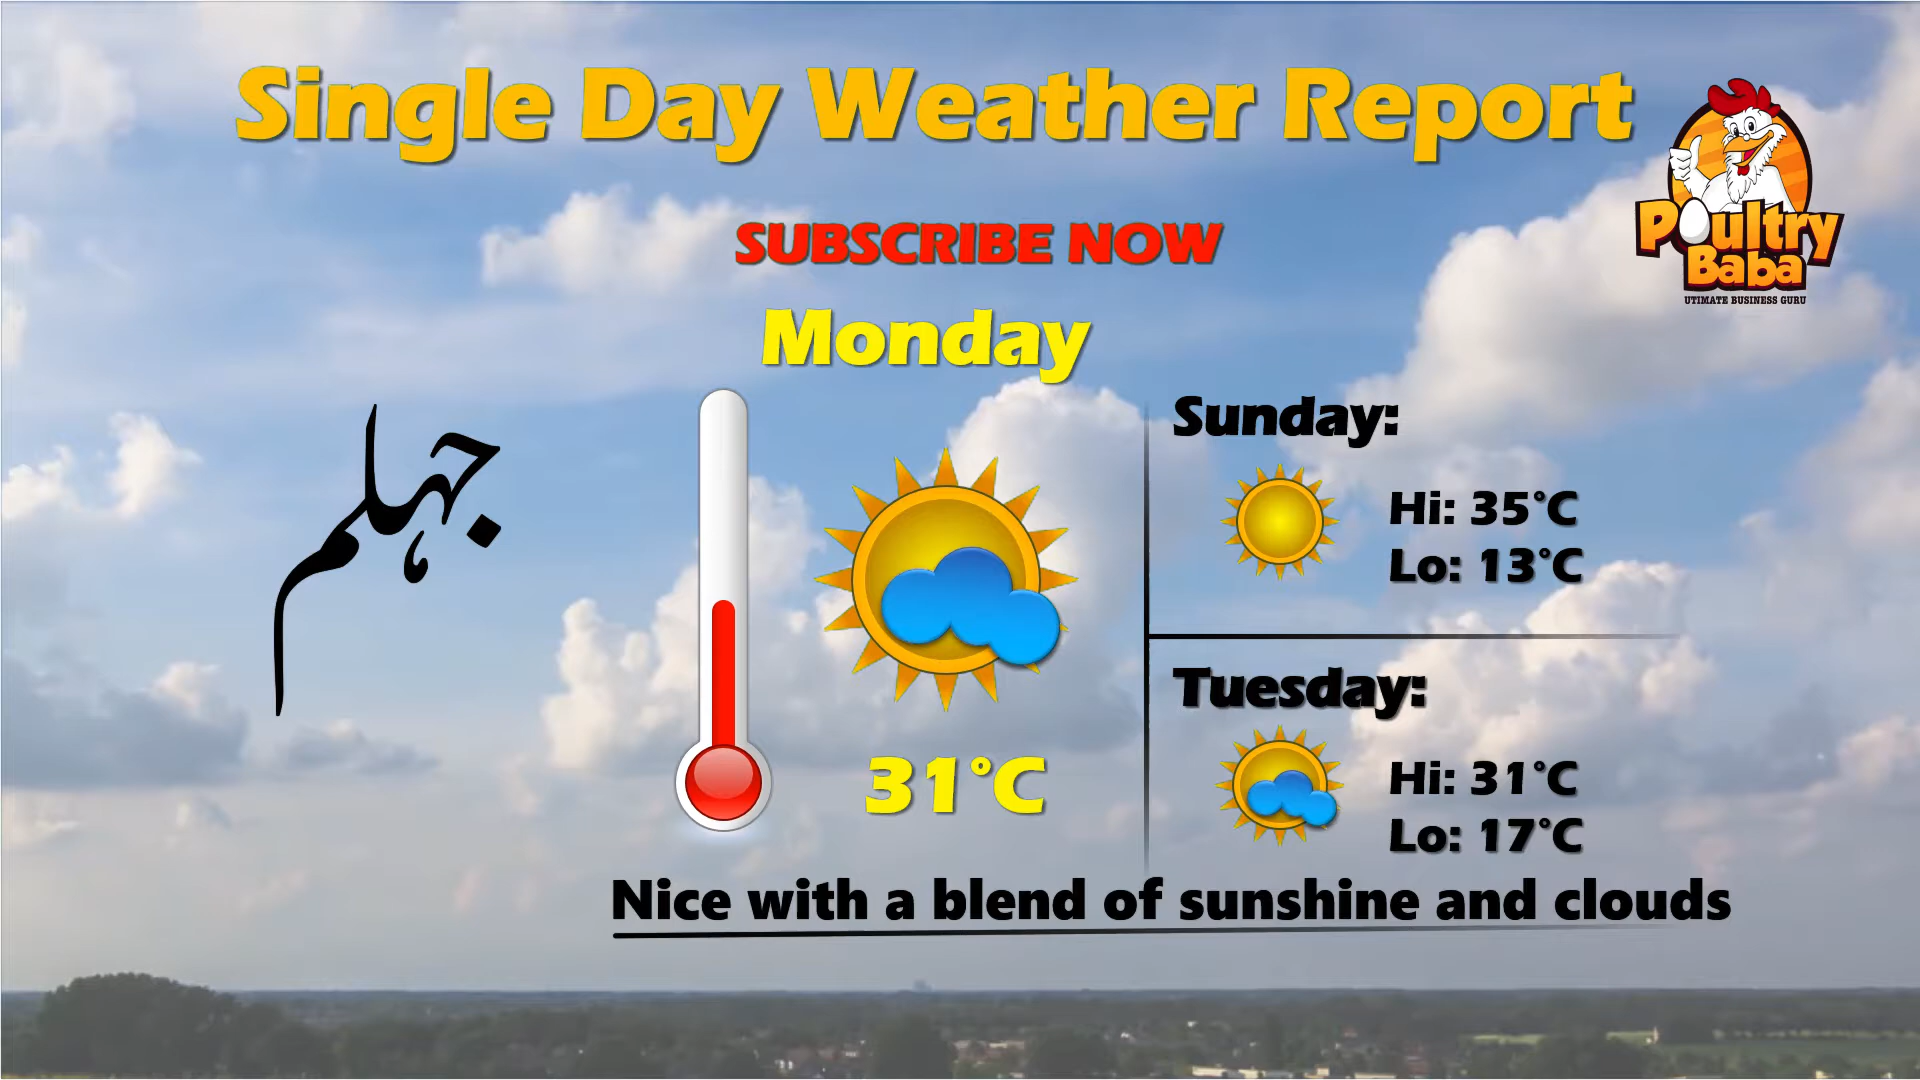 Single Day Weather Report
Poultry
Baba
UTIMATE BUSINESS GURU
SUBSCRIBE NOW
Monday
جہلم
31°C
Sunday:
Hi: 35°C
Lo: 13°C
Tuesday:
Hi: 31°C
Lo: 17°C
Nice with a blend of sunshine and clouds